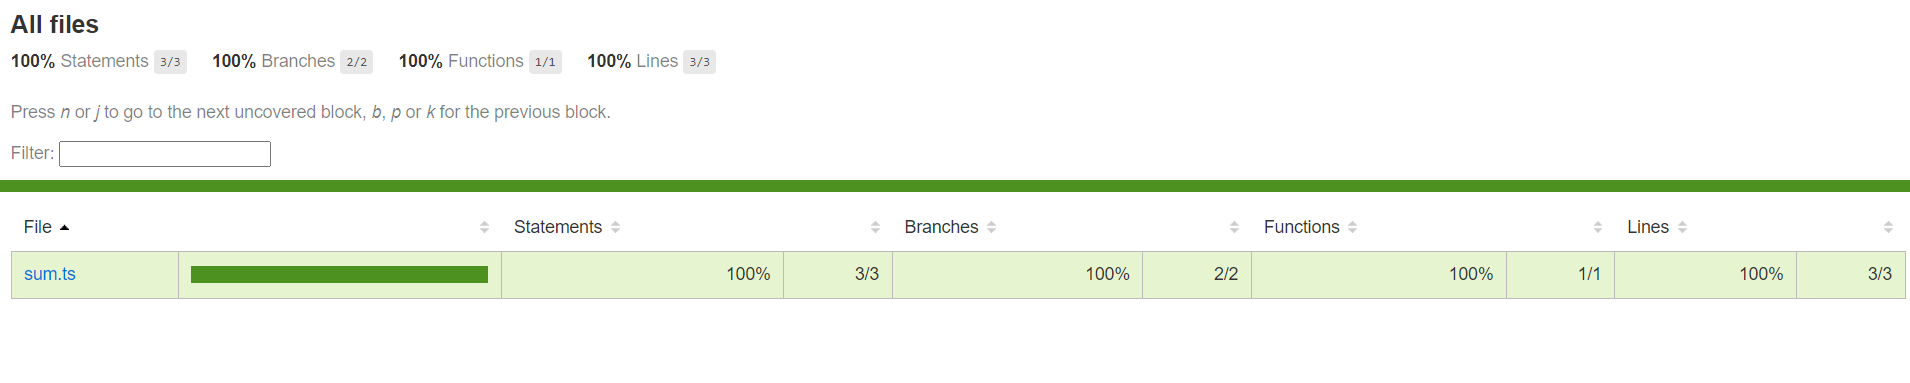 All files
100% Statements 3/3 100% Branches 2/2 100% Functions 1/1 100% Lines 3/3
Press n or j to go to the next uncovered block, b, p or k for the previous block.
Filter:
File Statements Branches Functions Lines
sum.ts 100% 3/3 100% 2/2 100% 1/1 100% 3/3